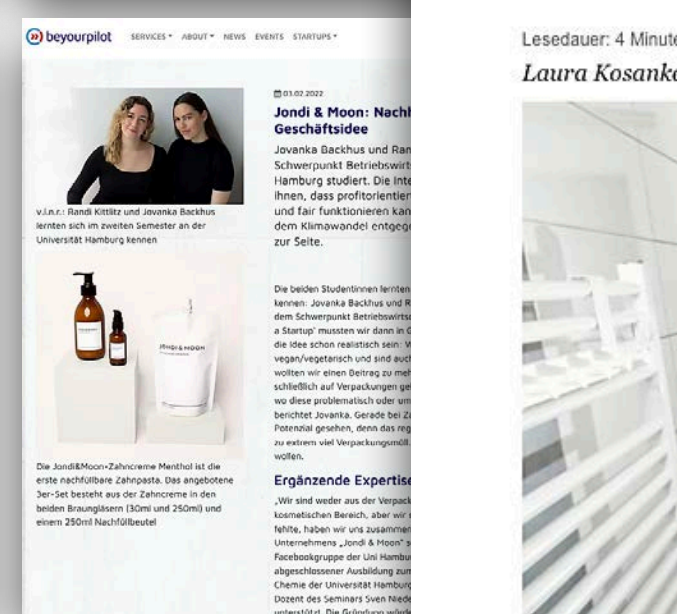 beyourpilot
SERVICES ABOUT NEWS EVENTS STARTUPS
v.l.n.r.: Randi Kittlitz und Jovanka Backhus
lernten sich im zweiten Semester an der
Universität Hamburg kennen
JONDI & MOON
Die Jondi&Moon-Zahncreme Menthol ist die
erste nachfüllbare Zahnpasta. Das angebotene
3er-Set besteht aus der Zahncreme in den
beiden Braungläsern (30ml und 250ml) und
einem 250ml Nachfüllbeutel
03.02.2022
Jondi & Moon: Nachh
Geschäftsidee
Jovanka Backhus und Ran
Schwerpunkt Betriebswirt
Hamburg studiert. Die Inte
ihnen, dass profitorientier
und fair funktionieren kan
dem Klimawandel entgege
zur Seite.
Die beiden Studentinnen lernten
kennen: Jovanka Backhus und R
dem Schwerpunkt Betriebswirts
a Startup' mussten wir dann in G
die Idee schon realistisch sein: W
vegan/vegetarisch und sind auch
wollten wir einen Beitrag zu meh
schließlich auf Verpackungen ge
wo diese problematisch oder um
berichtet Jovanka. Gerade bei Za
Potenzial gesehen, denn das reg
zu extrem viel Verpackungsmüll.
wollen.
Ergänzende Expertise
„Wir sind weder aus der Verpack
kosmetischen Bereich, aber wir
fehlte, haben wir uns zusammen
Unternehmens „Jondi & Moon" s
Facebookgruppe der Uni Hambu
abgeschlossener Ausbildung zum
Chemie der Universität Hamburg
Dozent des Seminars Sven Niede
unterstützt. Die Gründung würde
Lesedauer: 4 Minute
Laura Kosanke